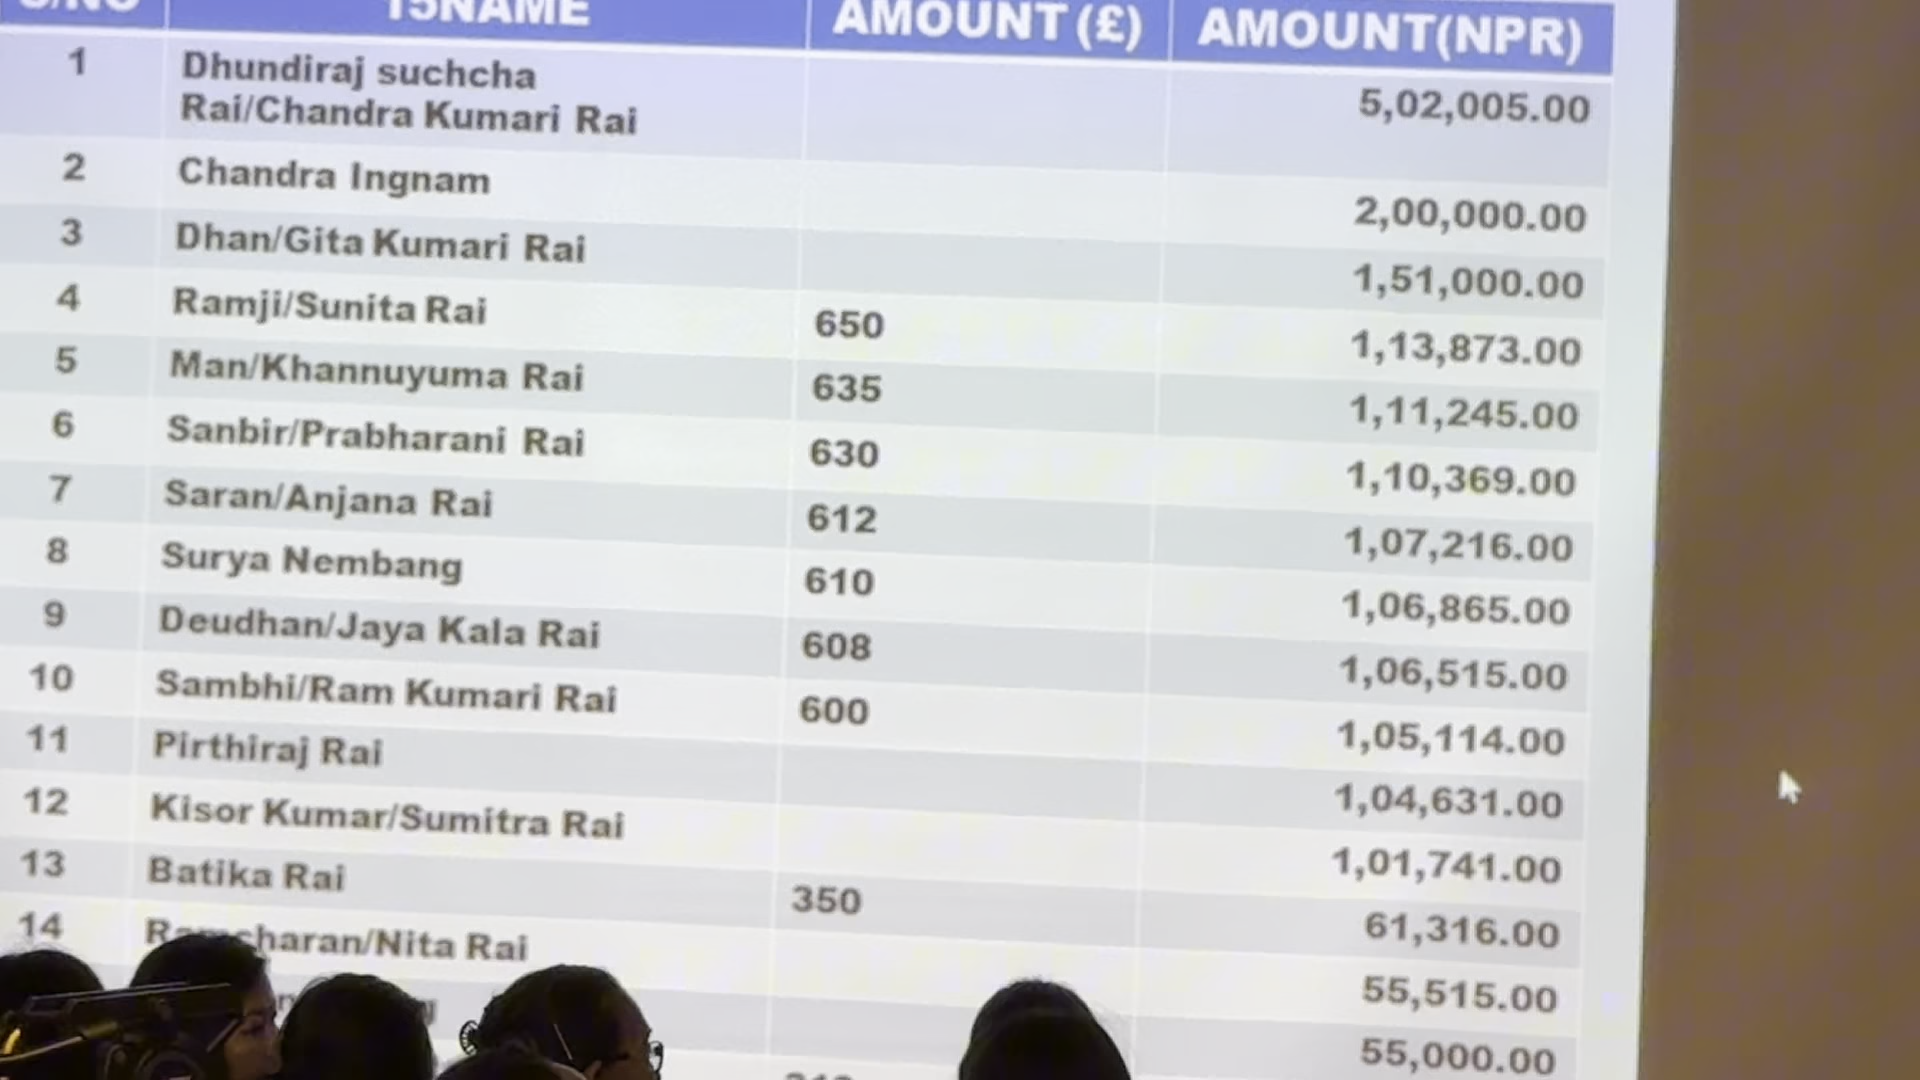 S/NO 15NAME AMOUNT (£) AMOUNT(NPR)
1 Dhundiraj suchcha
Rai/Chandra Kumari Rai 5,02,005.00
2 Chandra Ingnam 2,00,000.00
3 Dhan/Gita Kumari Rai 1,51,000.00
4 Ramji/Sunita Rai 650 1,13,873.00
5 Man/Khannuyuma Rai 635 1,11,245.00
6 Sanbir/Prabharani Rai 630 1,10,369.00
7 Saran/Anjana Rai 612 1,07,216.00
8 Surya Nembang 610 1,06,865.00
9 Deudhan/Jaya Kala Rai 608 1,06,515.00
10 Sambhi/Ram Kumari Rai 600 1,05,114.00
11 Pirthiraj Rai 1,04,631.00
12 Kisor Kumar/Sumitra Rai 1,01,741.00
13 Batika Rai 350 61,316.00
14 Rai 55,515.00
55,000.00